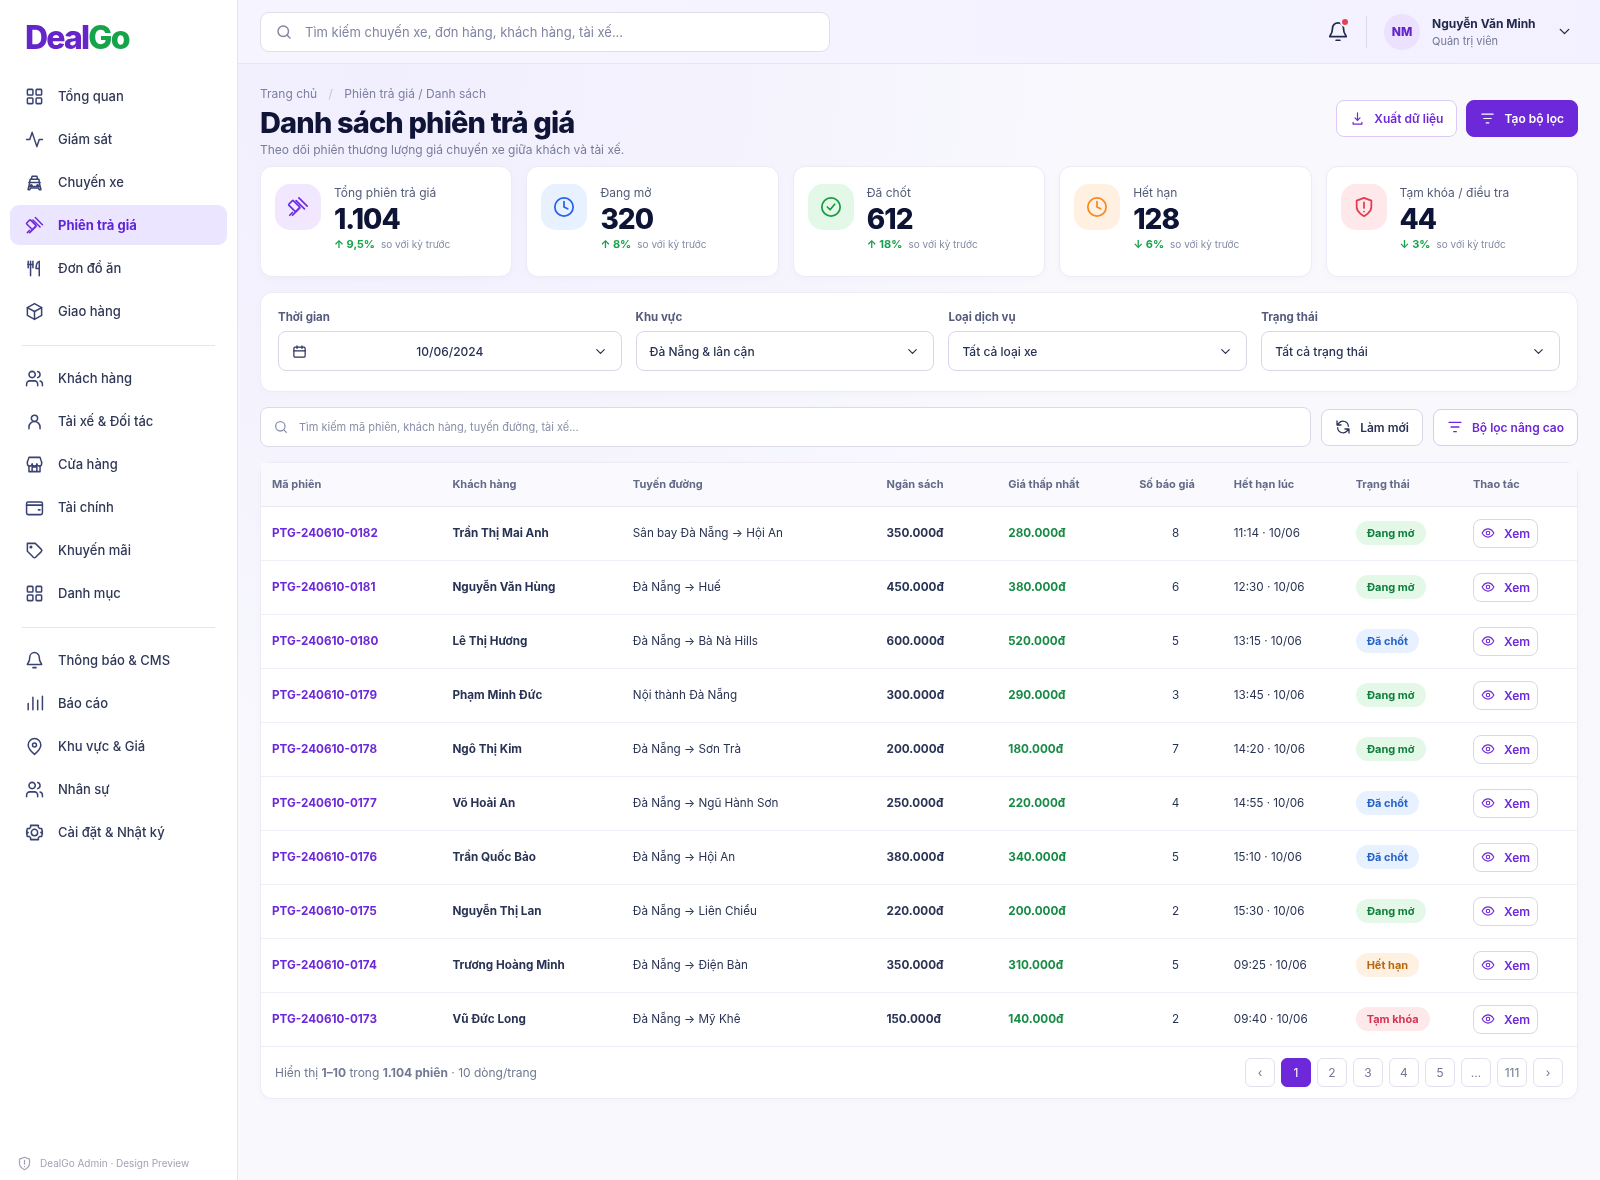 DealGo
Tìm kiếm chuyến xe, đơn hàng, khách hàng, tài xế...
NM
Nguyễn Văn Minh
Quản trị viên
Tổng quan
Giám sát
Chuyến xe
Phiên trả giá
Đơn đồ ăn
Giao hàng
Khách hàng
Tài xế & Đối tác
Cửa hàng
Tài chính
Khuyến mãi
Danh mục
Thông báo & CMS
Báo cáo
Khu vực & Giá
Nhân sự
Cài đặt & Nhật ký
DealGo Admin · Design Preview
Trang chủ / Phiên trả giá / Danh sách
Danh sách phiên trả giá
Theo dõi phiên thương lượng giá chuyến xe giữa khách và tài xế.
Xuất dữ liệu
Tạo bộ lọc
Tổng phiên trả giá
1.104
↑ 9,5% so với kỳ trước
Đang mở
320
↑ 8% so với kỳ trước
Đã chốt
612
↑ 18% so với kỳ trước
Hết hạn
128
↓ 6% so với kỳ trước
Tạm khóa / điều tra
44
↓ 3% so với kỳ trước
Thời gian
10/06/2024
Khu vực
Đà Nẵng & lân cận
Loại dịch vụ
Tất cả loại xe
Trạng thái
Tất cả trạng thái
Tìm kiếm mã phiên, khách hàng, tuyến đường, tài xế...
Làm mới
Bộ lọc nâng cao
Mã phiên Khách hàng Tuyến đường Ngân sách Giá thấp nhất Số báo giá Hết hạn lúc Trạng thái Thao tác
PTG-240610-0182 Trần Thị Mai Anh Sân bay Đà Nẵng → Hội An 350.000đ 280.000đ 8 11:14 · 10/06 Đang mở Xem
PTG-240610-0181 Nguyễn Văn Hùng Đà Nẵng → Huế 450.000đ 380.000đ 6 12:30 · 10/06 Đang mở Xem
PTG-240610-0180 Lê Thị Hương Đà Nẵng → Bà Nà Hills 600.000đ 520.000đ 5 13:15 · 10/06 Đã chốt Xem
PTG-240610-0179 Phạm Minh Đức Nội thành Đà Nẵng 300.000đ 290.000đ 3 13:45 · 10/06 Đang mở Xem
PTG-240610-0178 Ngô Thị Kim Đà Nẵng → Sơn Trà 200.000đ 180.000đ 7 14:20 · 10/06 Đang mở Xem
PTG-240610-0177 Võ Hoài An Đà Nẵng → Ngũ Hành Sơn 250.000đ 220.000đ 4 14:55 · 10/06 Đã chốt Xem
PTG-240610-0176 Trần Quốc Bảo Đà Nẵng → Hội An 380.000đ 340.000đ 5 15:10 · 10/06 Đã chốt Xem
PTG-240610-0175 Nguyễn Thị Lan Đà Nẵng → Liên Chiểu 220.000đ 200.000đ 2 15:30 · 10/06 Đang mở Xem
PTG-240610-0174 Trương Hoàng Minh Đà Nẵng → Điện Bàn 350.000đ 310.000đ 5 09:25 · 10/06 Hết hạn Xem
PTG-240610-0173 Vũ Đức Long Đà Nẵng → Mỹ Khê 150.000đ 140.000đ 2 09:40 · 10/06 Tạm khóa Xem
Hiển thị 1–10 trong 1.104 phiên · 10 dòng/trang
‹ 1 2 3 4 5 ... 111 ›